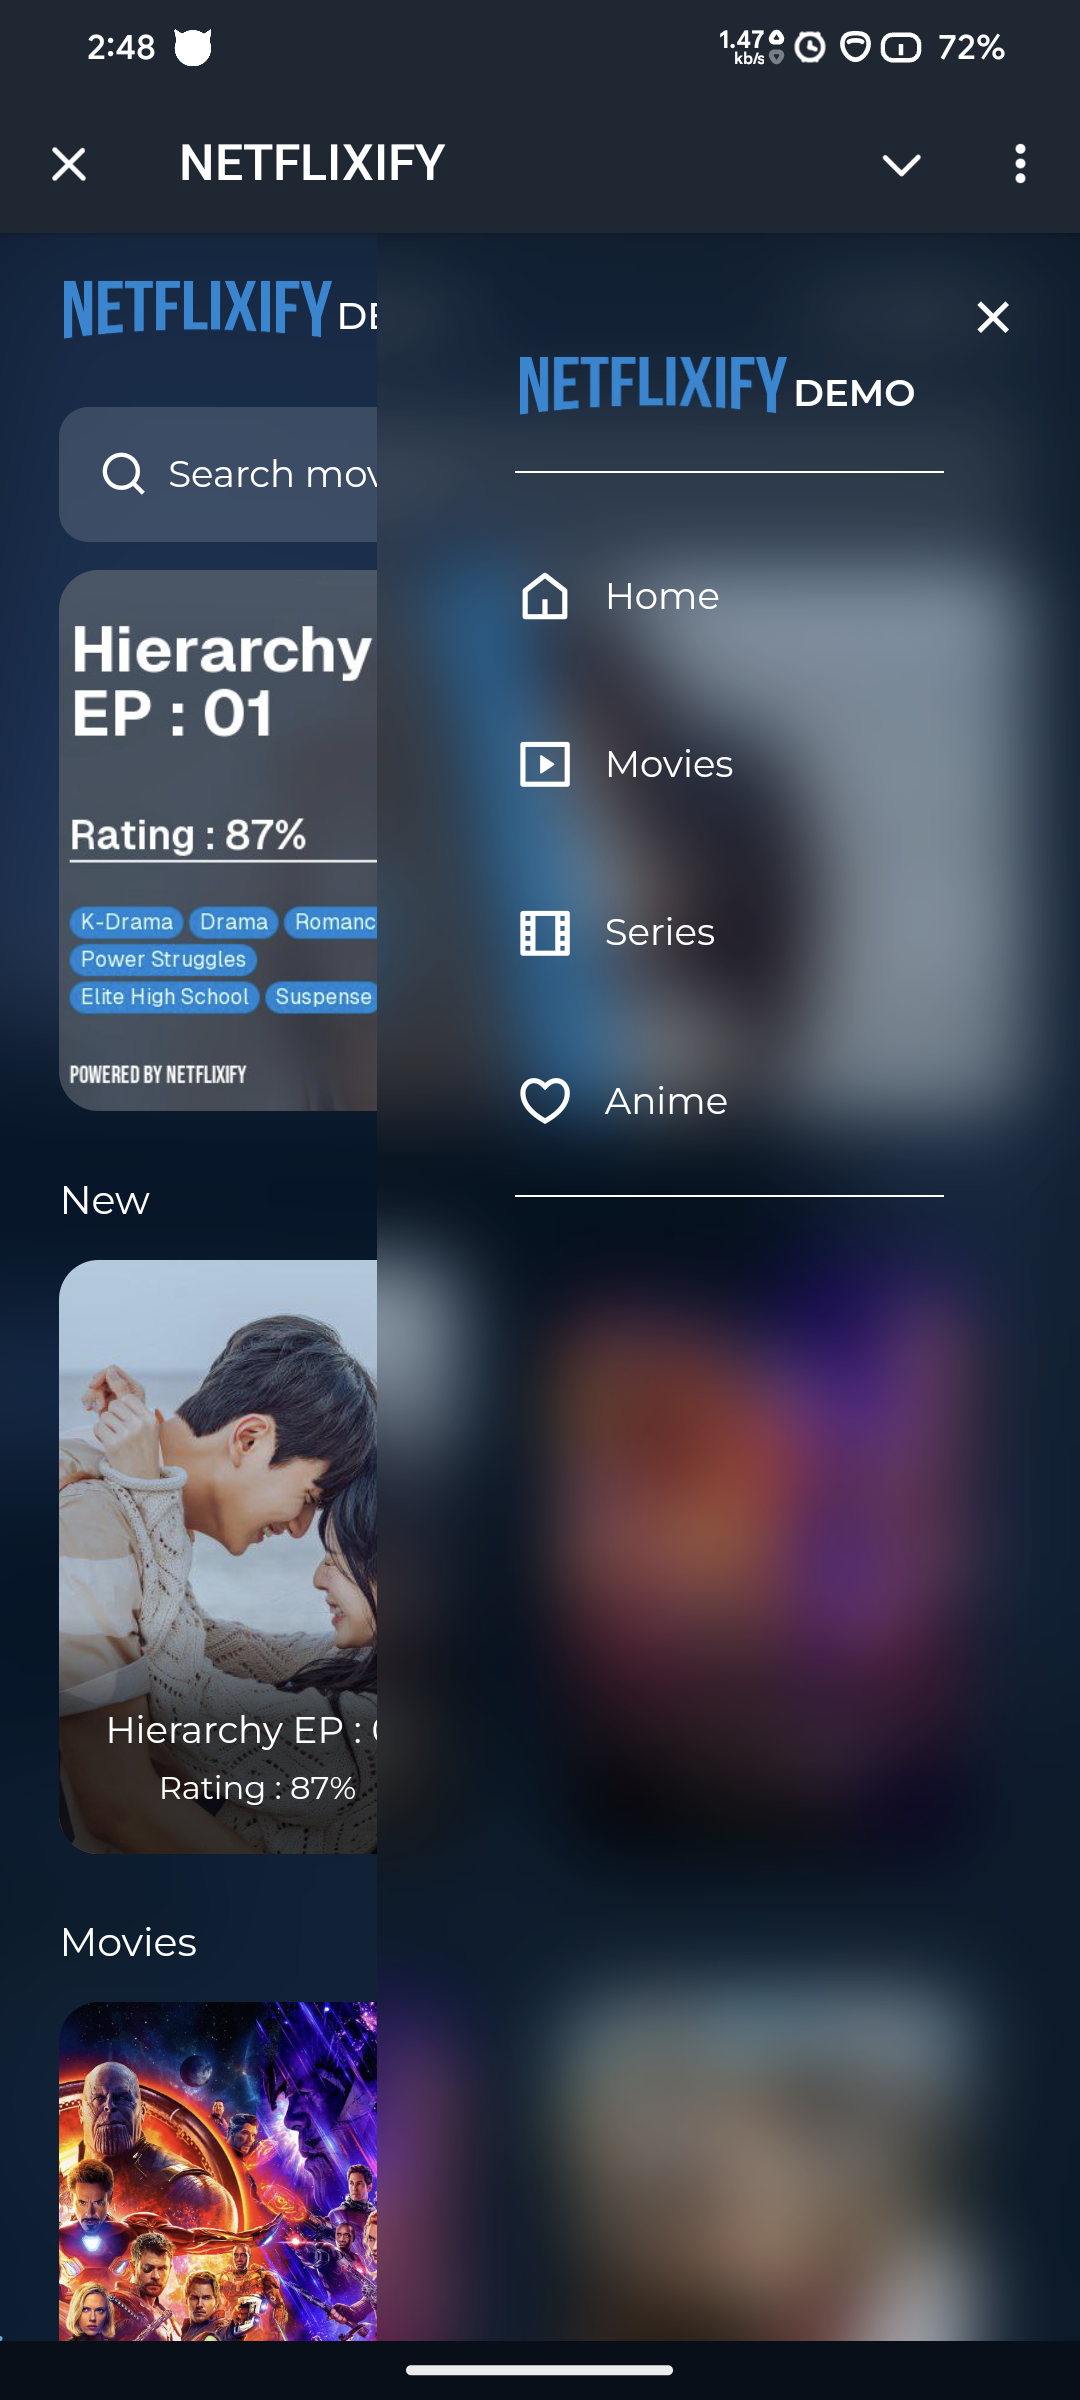 2:48
1.47
kb/s
72%
NETFLIXIFY
NETFLIXIFY DE
Search mov
Hierarchy
EP : 01
Rating : 87%
K-Drama Drama Romanc
Power Struggles
Elite High School Suspense
POWERED BY NETFLIXIFY
New
Hierarchy EP :
Rating : 87%
Movies
NETFLIXIFY DEMO
Home
Movies
Series
Anime